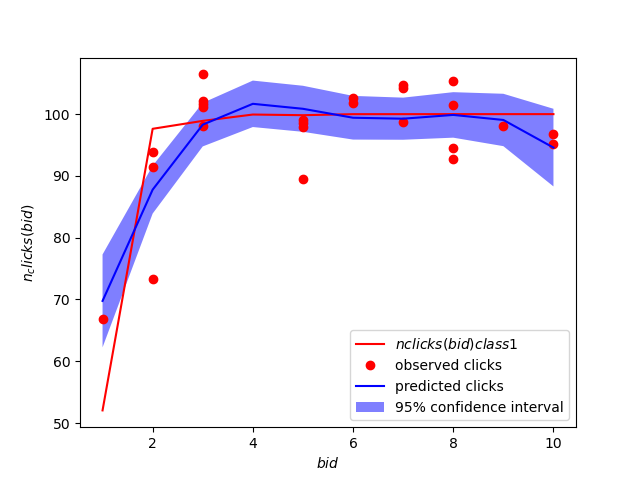 100
90
80
70
60
50
n_clicks(bid)
nclicks(bid)class1
observed clicks
predicted clicks
95% confidence interval
2
4
6
8
10
bid